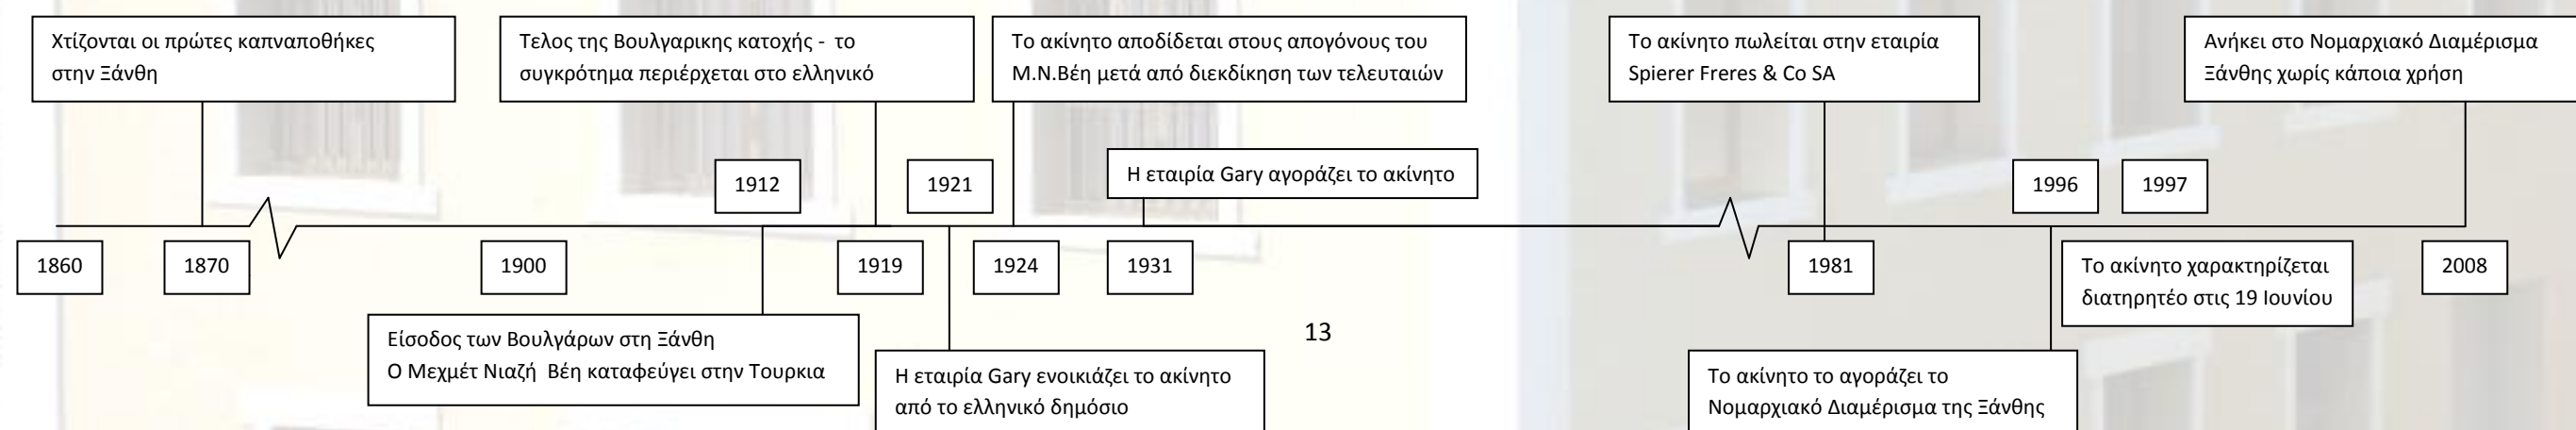 Χτίζονται οι πρώτες καπναποθήκες
στην Ξάνθη
Τελος της Βουλγαρικης κατοχής - το
συγκρότημα περιέρχεται στο ελληνικό
Το ακίνητο αποδίδεται στους απογόνους του
Μ.Ν.Βέη μετά από διεκδίκηση των τελευταιών
Το ακίνητο πωλείται στην εταιρία
Spierer Freres & Co SA
Ανήκει στο Νομαρχιακό Διαμέρισμα
Ξάνθης χωρίς κάποια χρήση
Η εταιρία Gary αγοράζει το ακίνητο
1912
1921
1996
1997
1860
1870
1900
1919
1924
1931
1981
Το ακίνητο χαρακτηρίζεται
διατηρητέο στις 19 Ιουνίου
2008
Είσοδος των Βουλγάρων στη Ξάνθη
Ο Μεχμέτ Νιαζή Βέη καταφεύγει στην Τουρκια
13
Η εταιρία Gary ενοικιάζει το ακίνητο
από το ελληνικό δημόσιο
Το ακίνητο το αγοράζει το
Νομαρχιακό Διαμέρισμα της Ξάνθης